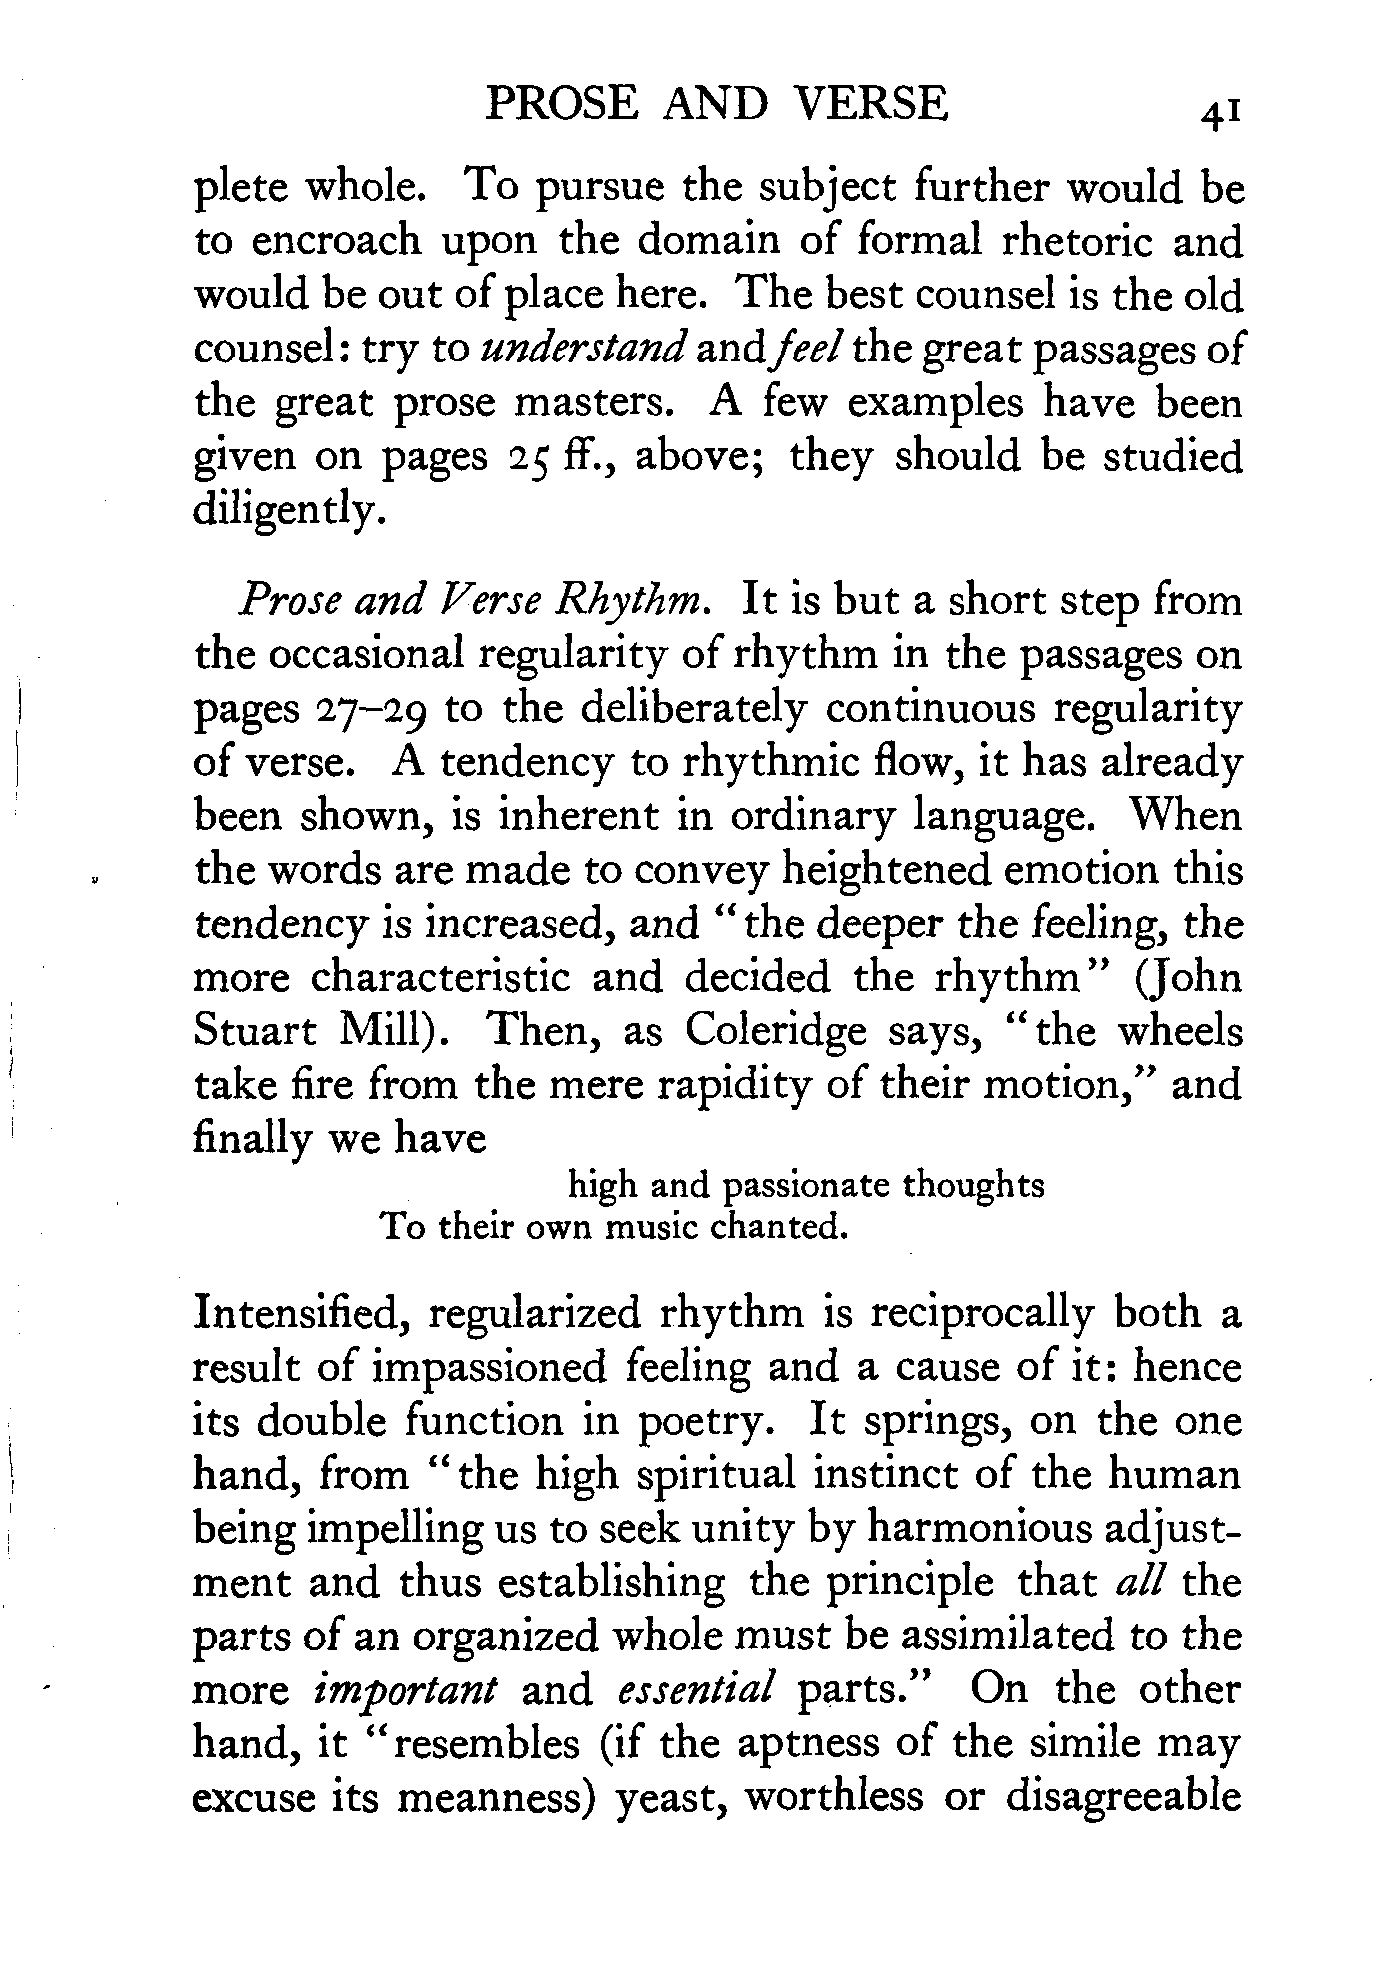 PROSE AND VERSE 41
plete whole. To pursue the subject further would be
to encroach upon the domain of formal rhetoric and
would be out of place here. The best counsel is the old
counsel: try to understand and feel the great passages of
the great prose masters. A few examples have been
given on pages 25 ff., above; they should be studied
diligently.
Prose and Verse Rhythm. It is but a short step from
the occasional regularity of rhythm in the passages on
pages 27–29 to the deliberately continuous regularity
of verse. A tendency to rhythmic flow, it has already
been shown, is inherent in ordinary language. When
the words are made to convey heightened emotion this
tendency is increased, and “the deeper the feeling, the
more characteristic and decided the rhythm” (John
Stuart Mill). Then, as Coleridge says, “the wheels
take fire from the mere rapidity of their motion,” and
finally we have
high and passionate thoughts
To their own music chanted.
Intensified, regularized rhythm is reciprocally both a
result of impassioned feeling and a cause of it: hence
its double function in poetry. It springs, on the one
hand, from “the high spiritual instinct of the human
being impelling us to seek unity by harmonious adjust-
ment and thus establishing the principle that all the
parts of an organized whole must be assimilated to the
more important and essential parts.” On the other
hand, it “resembles (if the aptness of the simile may
excuse its meanness) yeast, worthless or disagreeable